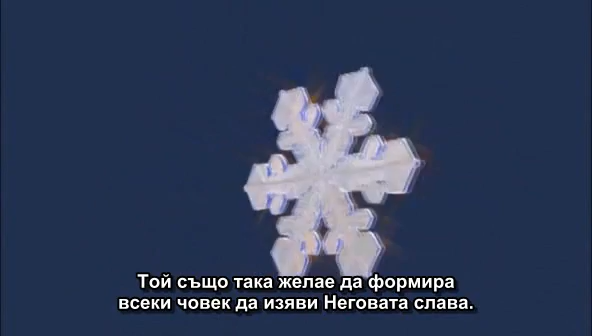 Той също така желае да формира
всеки човек да изяви Неговата слава.